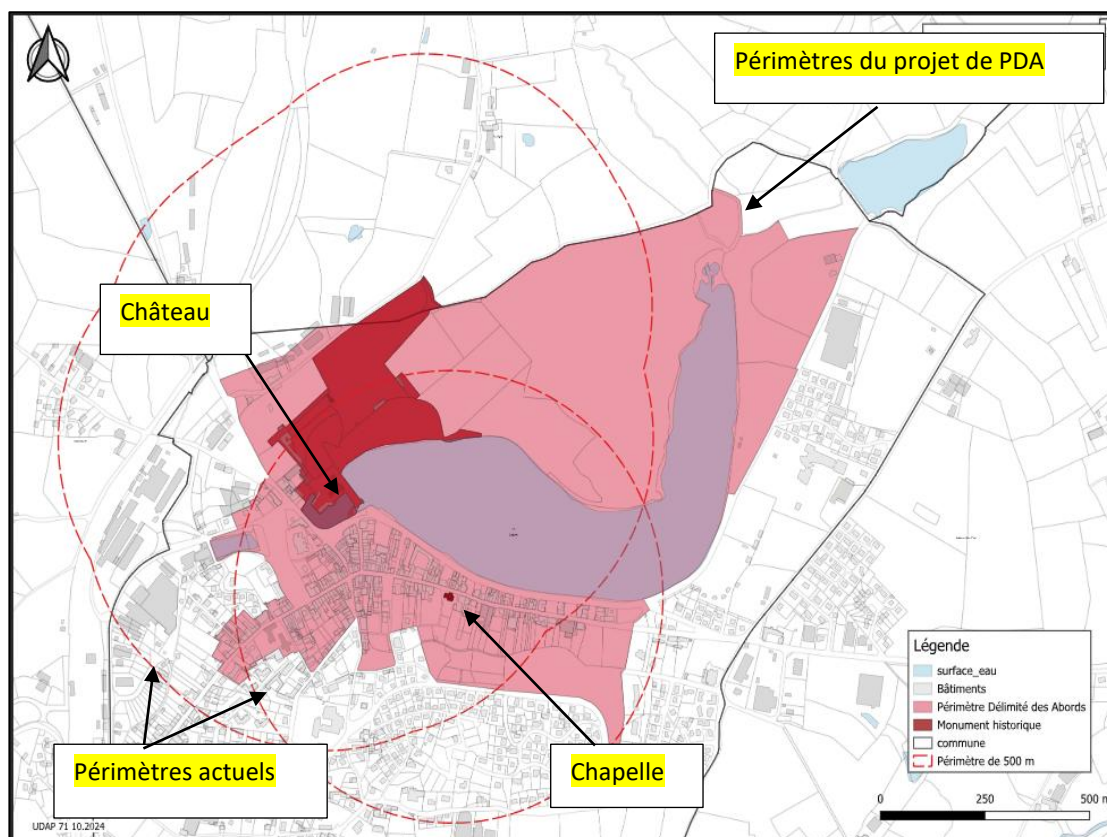 Périmètres du projet de PDA
Château
Légende
surface_eau
Bâtiments
Périmètre Délimité des Abords
Monument historique
commune
Périmètre de 500 m
Périmètres actuels
Chapelle
0 250 500 m
UDAP 71 10.2024